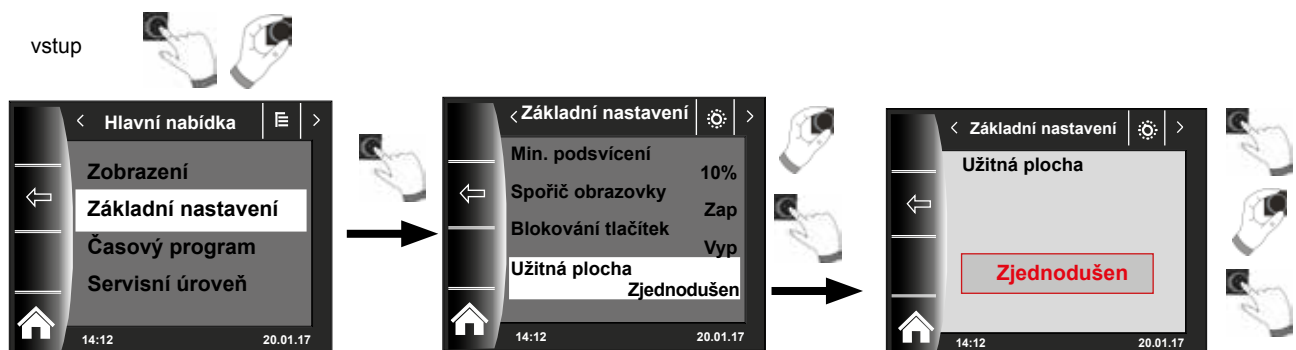 vstup
Hlavní nabídka
Zobrazení
Základní nastavení
Časový program
Servisní úroveň
14:12 20.01.17
Základní nastavení
Min. podsvícení
10%
Spořič obrazovky
Zap
Blokování tlačítek
Vyp
Užitná plocha
Zjednodušen
14:12 20.01.17
Základní nastavení
Užitná plocha
Zjednodušen
14:12 20.01.17